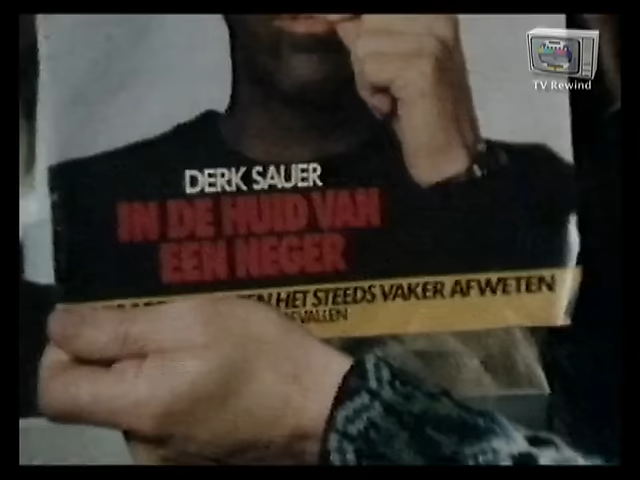 TV Rewind
DERK SAUER
IN DE HUID VAN
EEN NEGER
HET STEEDS VAKER AFWETEN